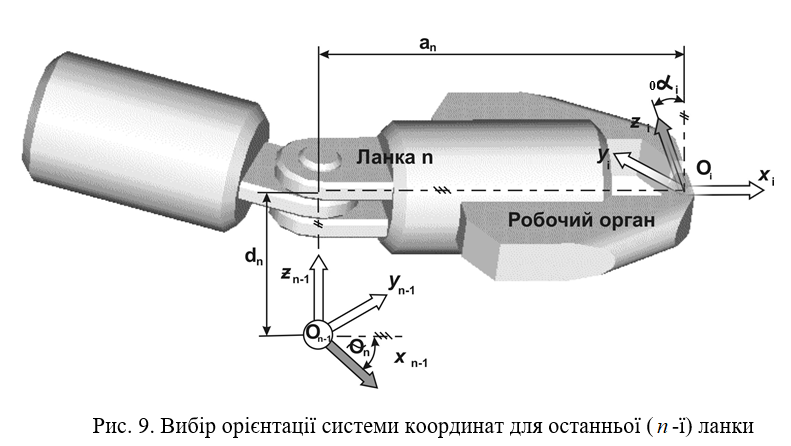 aₙ
₀αᵢ
zᵢ
yᵢ
Ланка n
Oᵢ
xᵢ
Робочий орган
dₙ
zₙ₋₁
yₙ₋₁
Oₙ₋₁
xₙ₋₁
Рис. 9. Вибір орієнтації системи координат для останньої (n-ї) ланки